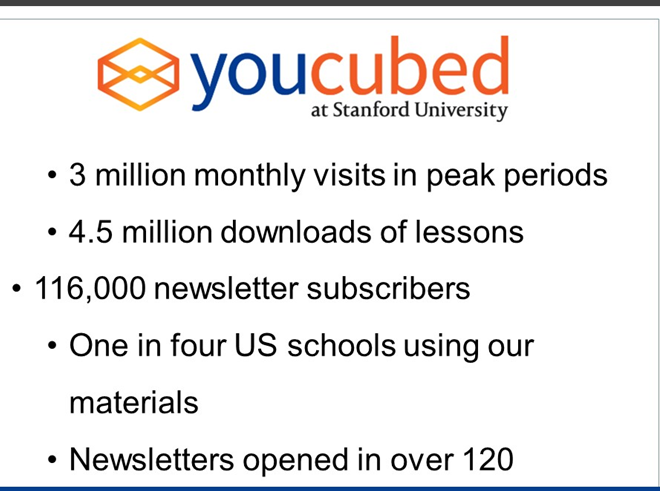 youcubed
at Stanford University
• 3 million monthly visits in peak periods
• 4.5 million downloads of lessons
• 116,000 newsletter subscribers
• One in four US schools using our
materials
• Newsletters opened in over 120